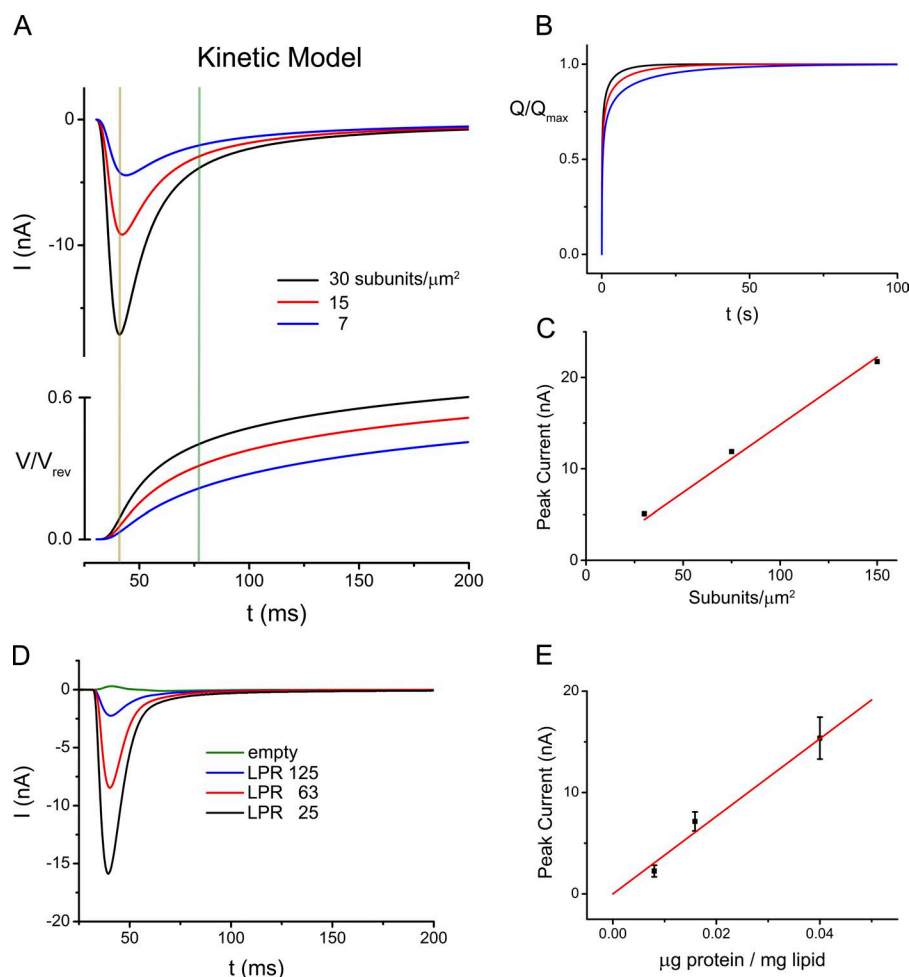 A
Kinetic Model
0
-10
I (nA)
30 subunits/μm²
15
7
0.6
V/Vrev
0.0
50
100
150
200
t (ms)
B
Q/Qmax
1.0
0.5
0.0
0
50
100
t (s)
C
Peak Current (nA)
20
10
0
0
50
100
150
Subunits/μm²
D
I (nA)
0
-5
-10
-15
-20
empty
LPR 125
LPR 63
LPR 25
50
100
150
200
t (ms)
E
Peak Current (nA)
20
10
0
0.00
0.02
0.04
μg protein / mg lipid